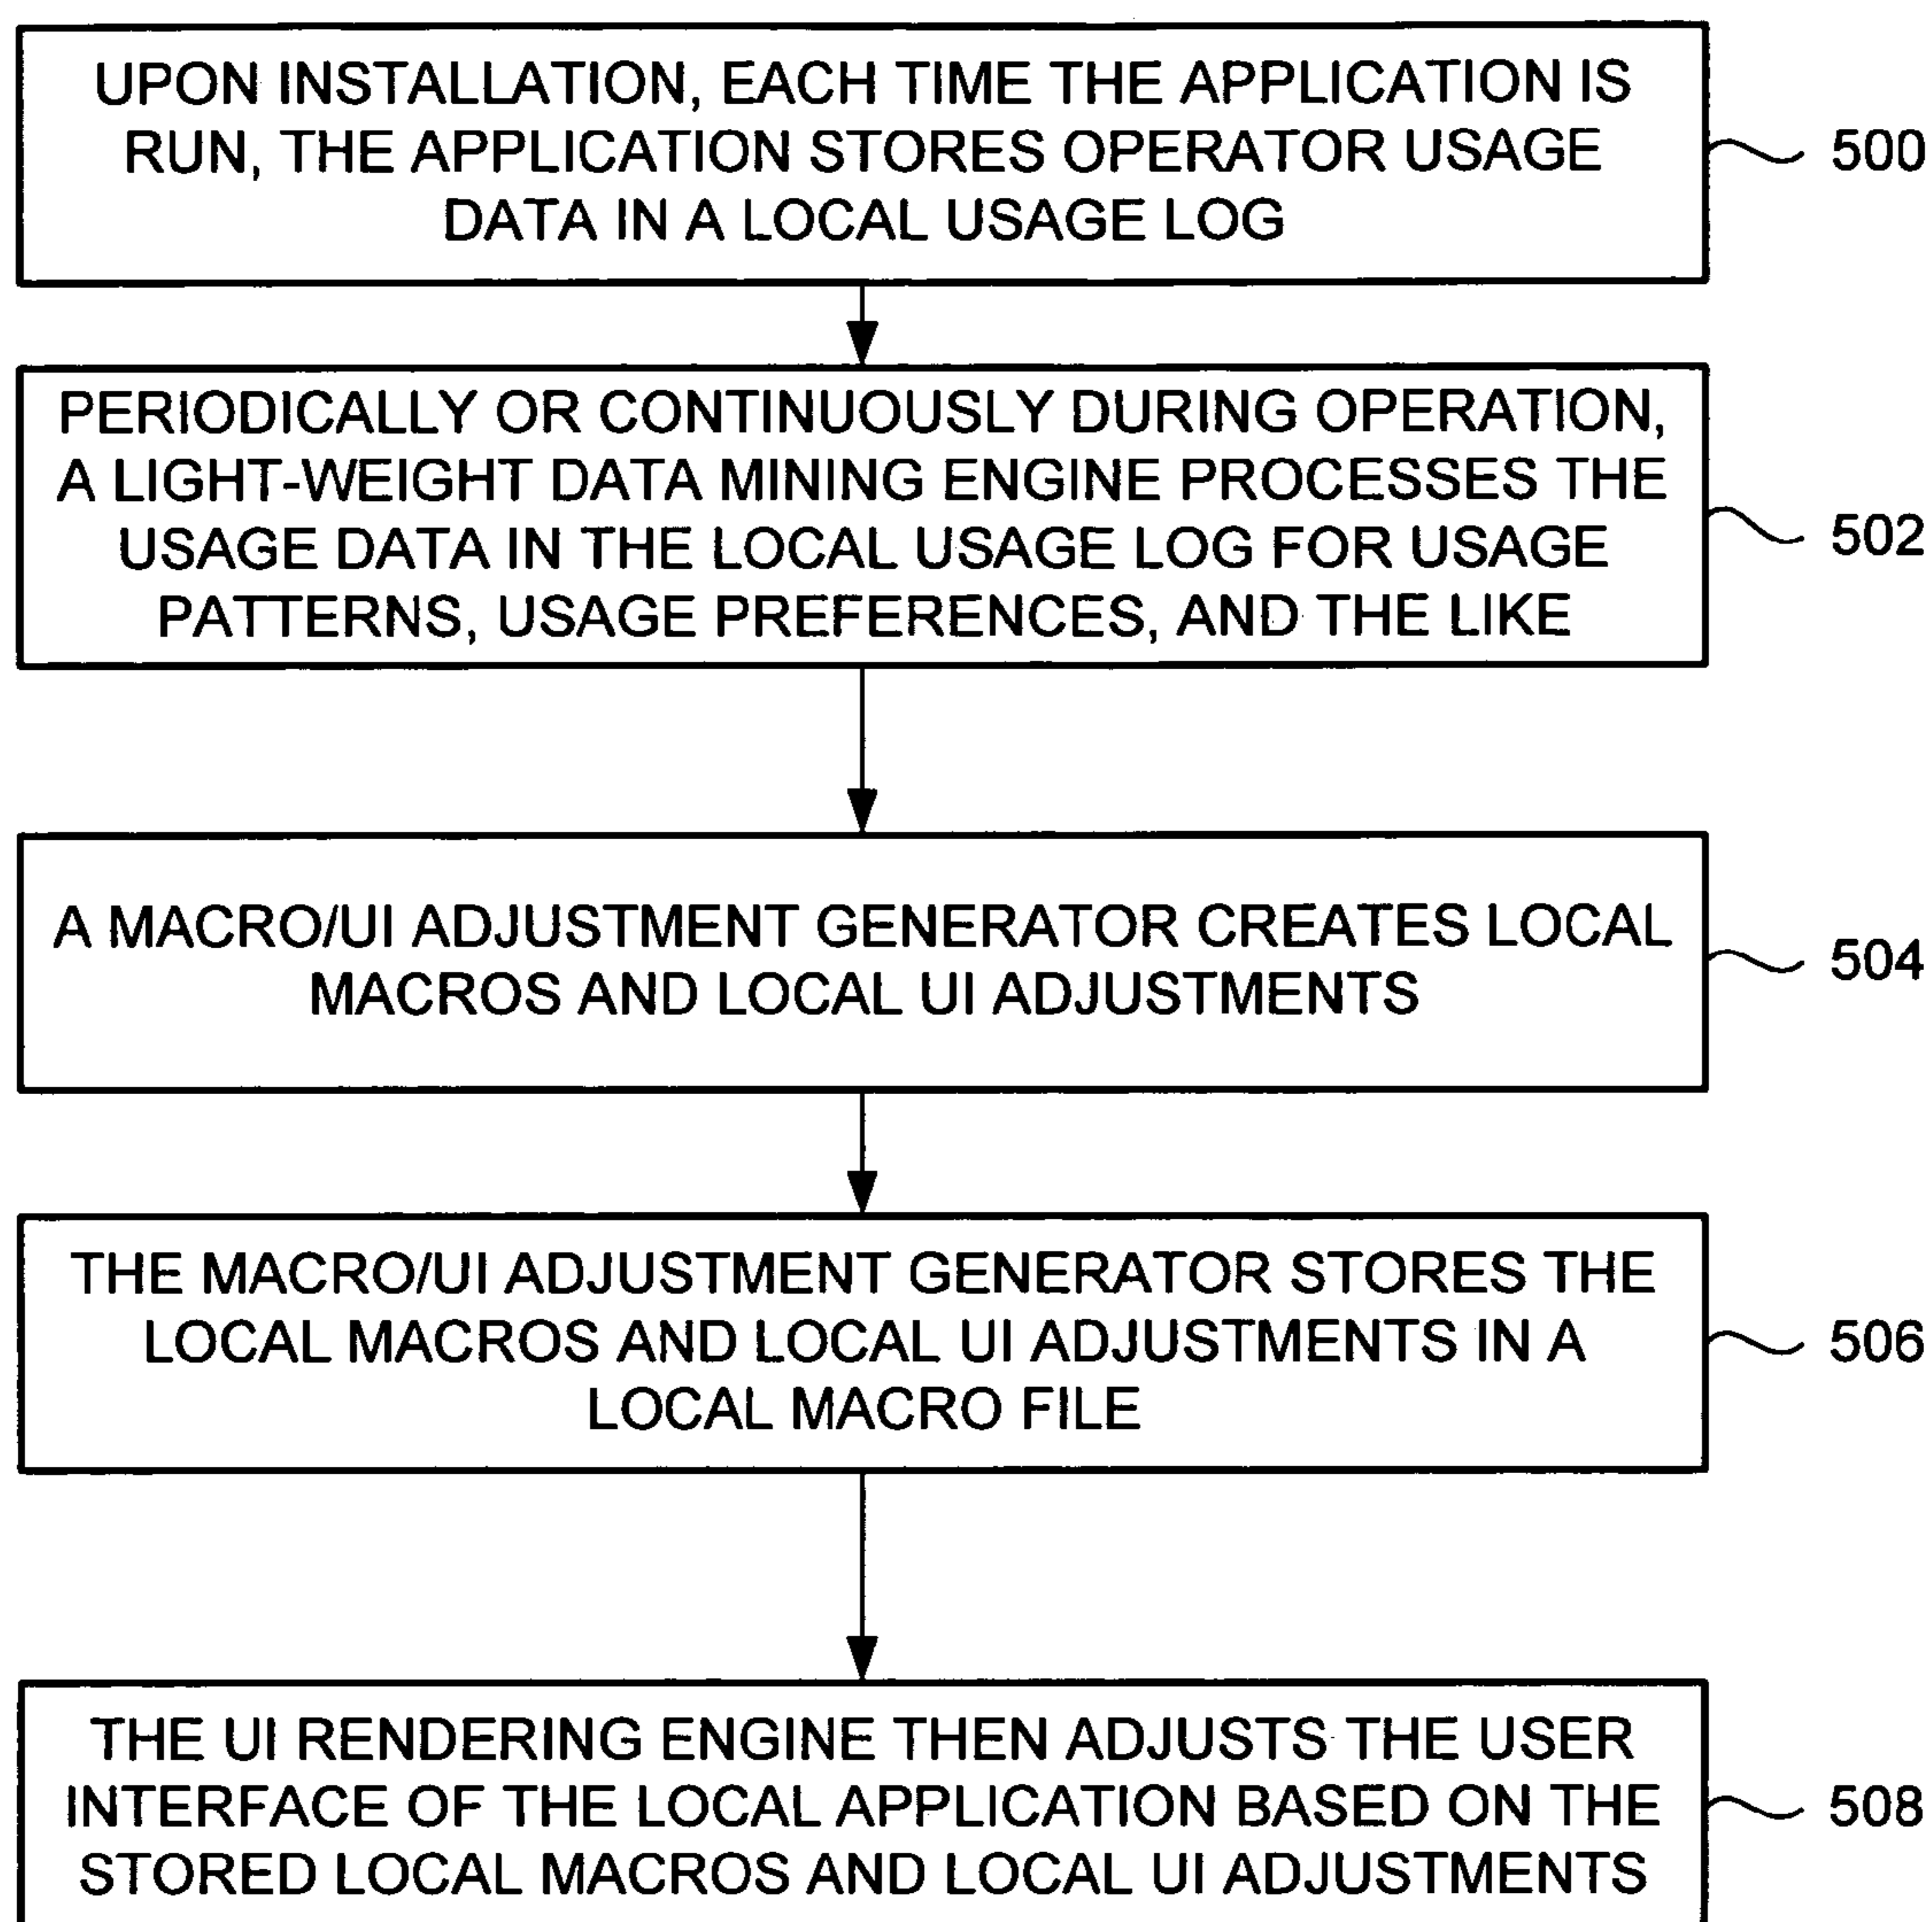 UPON INSTALLATION, EACH TIME THE APPLICATION IS
RUN, THE APPLICATION STORES OPERATOR USAGE
DATA IN A LOCAL USAGE LOG
500
PERIODICALLY OR CONTINUOUSLY DURING OPERATION,
A LIGHT-WEIGHT DATA MINING ENGINE PROCESSES THE
USAGE DATA IN THE LOCAL USAGE LOG FOR USAGE
PATTERNS, USAGE PREFERENCES, AND THE LIKE
502
A MACRO/UI ADJUSTMENT GENERATOR CREATES LOCAL
MACROS AND LOCAL UI ADJUSTMENTS
504
THE MACRO/UI ADJUSTMENT GENERATOR STORES THE
LOCAL MACROS AND LOCAL UI ADJUSTMENTS IN A
LOCAL MACRO FILE
506
THE UI RENDERING ENGINE THEN ADJUSTS THE USER
INTERFACE OF THE LOCAL APPLICATION BASED ON THE
STORED LOCAL MACROS AND LOCAL UI ADJUSTMENTS
508